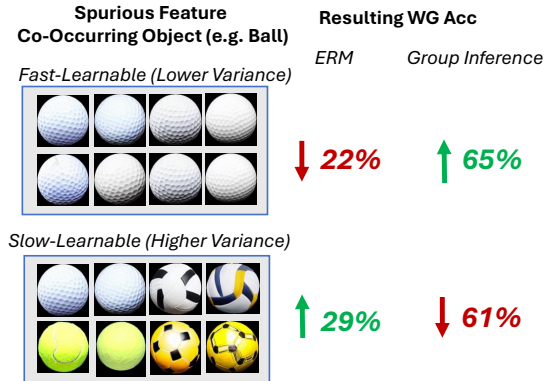 Spurious Feature
Co-Occurring Object (e.g. Ball)
Resulting WG Acc
ERM
Group Inference
Fast-Learnable (Lower Variance)
22%
65%
Slow-Learnable (Higher Variance)
29%
61%